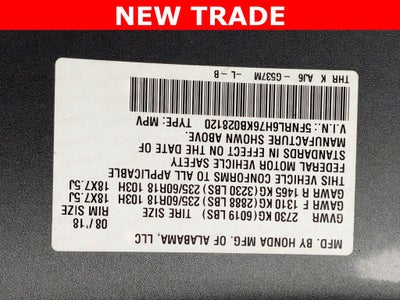 NEW TRADE
MFD. BY HONDA MFG. OF ALABAMA, LLC 08 / '18
GVWR 2730 KG(6019 LBS) TIRE SIZE RIM SIZE
GAWR F 1310 KG(2888 LBS) 235/60R18 103H 18X7.5J
GAWR R 1465 KG(3230 LBS) 235/60R18 103H 18X7.5J
THIS VEHICLE CONFORMS TO ALL APPLICABLE
FEDERAL MOTOR VEHICLE SAFETY
STANDARDS IN EFFECT ON THE DATE OF
MANUFACTURE SHOWN ABOVE.
V.I.N.:5FNRL6H76KB028120 TYPE: MPV
THR K AJ6 -G537M -L-B